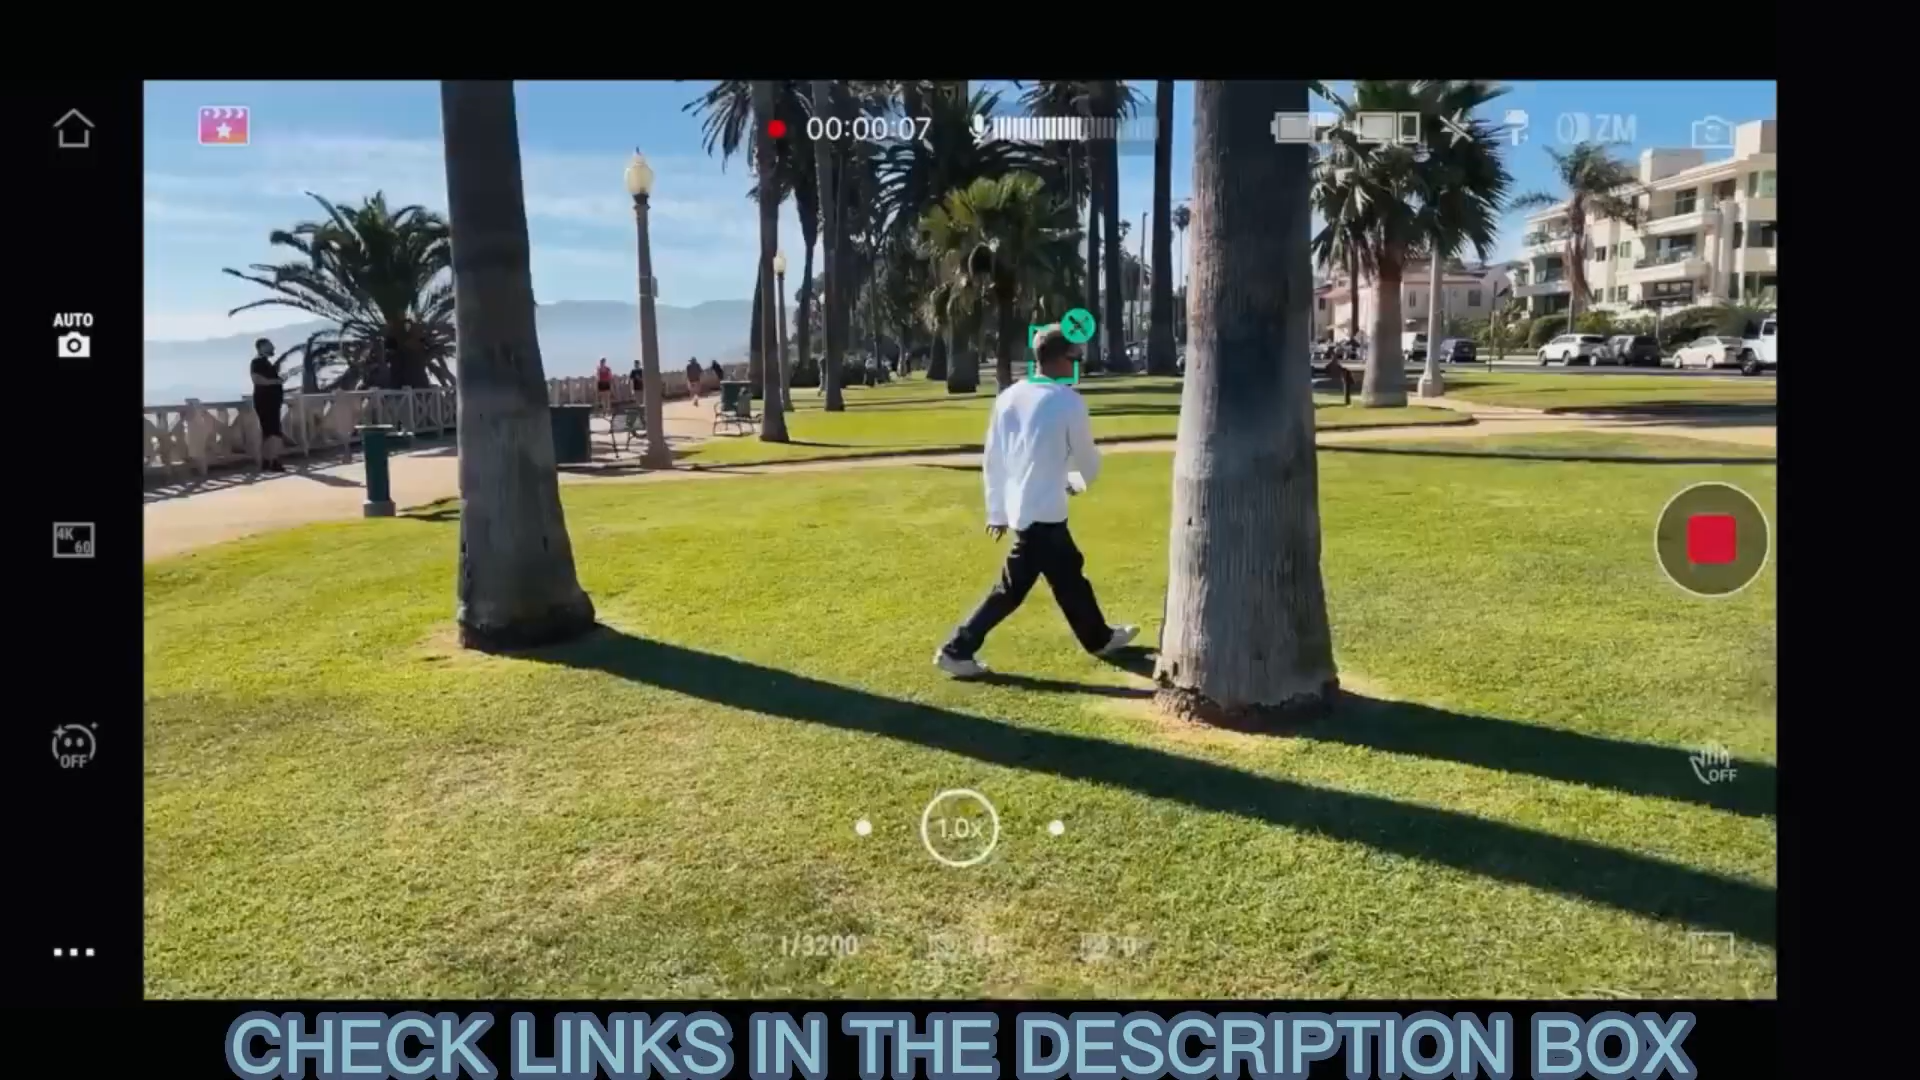 00:00:07
ZM
AUTO
4K
60
OFF
OFF
1.0x
1/3200
CHECK LINKS IN THE DESCRIPTION BOX